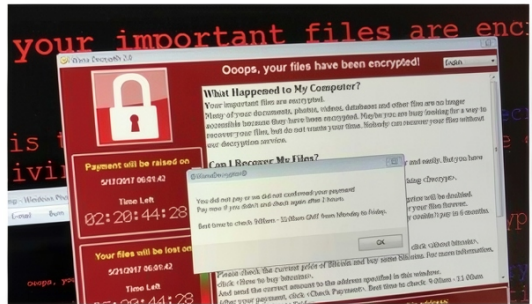 your important files are enc
Wana Decrypt0r 2.0
Ooops, your files have been encrypted!
English
What Happened to My Computer?
Your important files are encrypted.
Many of your documents, photos, videos, databases and other files are no longer
accessible because they have been encrypted. Maybe you are busy looking for a way to
recover your files, but do not waste your time. Nobody can recover your files without
our decryption service.
Can I Recover My Files?
and easily. But you have
thing <Decrypt>.
price will be doubled.
your files forever.
couldn't pay in 6 months.
Payment will be raised on
5/17/2017 06:01:42
Time Left
02:20:44:28
@WanaDecryptor@
You did not pay or we did not confirmed your payment!
Pay now if you didn't and check again after 2 hours.
Best time to check: 9:00am - 11:00am GMT from Monday to Friday.
OK
Your files will be lost on
5/21/2017 06:01:42
Time Left
click <About bitcoin>.
Please check the current price of Bitcoin and buy some bitcoins. For more information,
click <How to buy bitcoins>.
And send the correct amount to the address specified in this window.
After your payment, click <Check Payment>. Best time to check: 9:00am - 11:00am